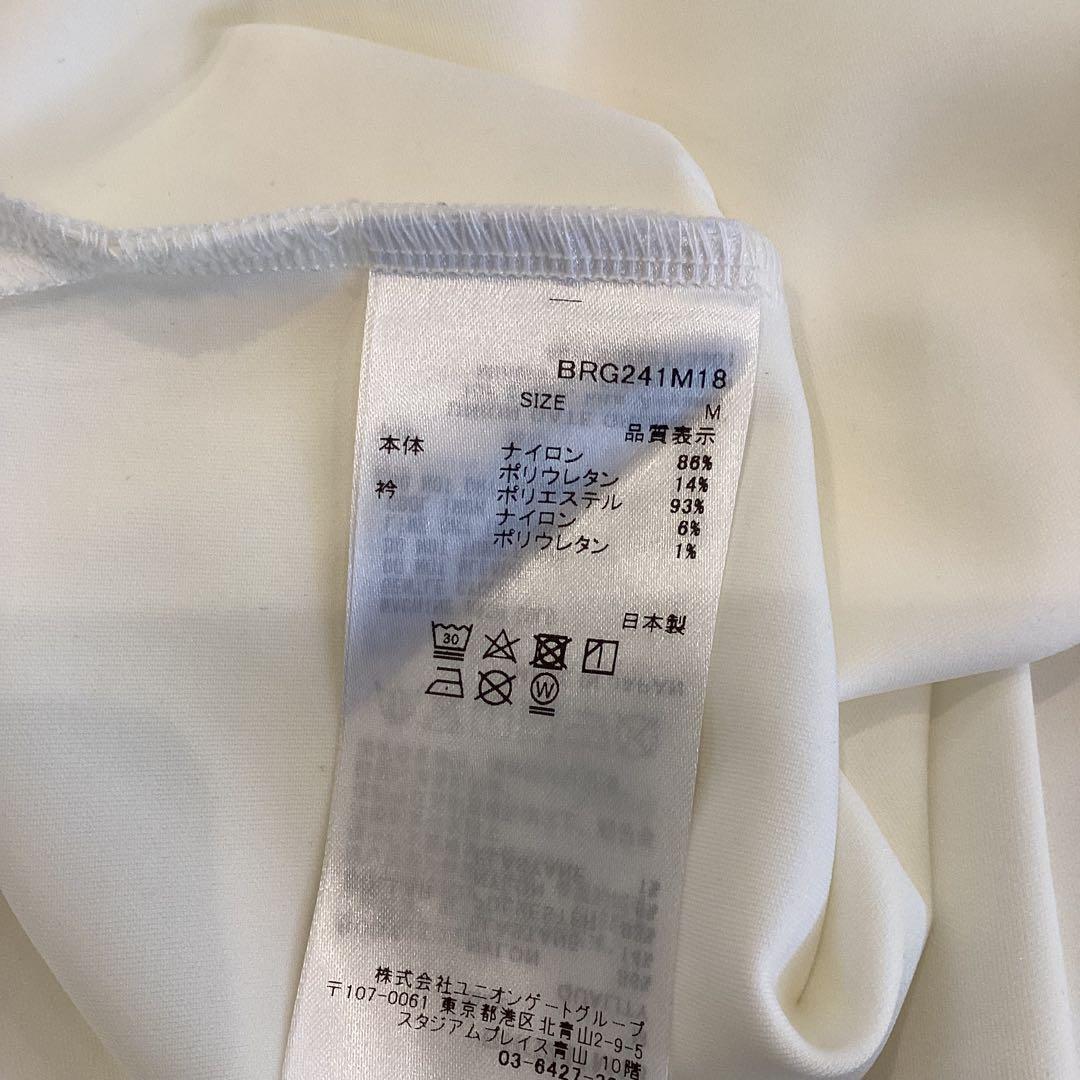 BRG241M18
SIZE M
品質表示
本体 ナイロン 86%
ポリウレタン 14%
衿 ポリエステル 93%
ナイロン 6%
ポリウレタン 1%
日本製
30
W
株式会社ユニオンゲートグループ
〒107-0061 東京都港区北青山2-9-5
スタジアムプレイス青山 10階
03-6427-